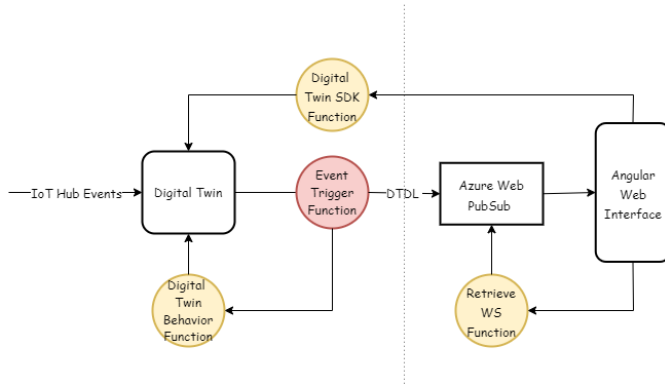 Digital
Twin SDK
Function
IoT Hub Events
Digital Twin
Event
Trigger
Function
DTDL
Azure Web
PubSub
Angular
Web
Interface
Digital
Twin
Behavior
Function
Retrieve
WS
Function